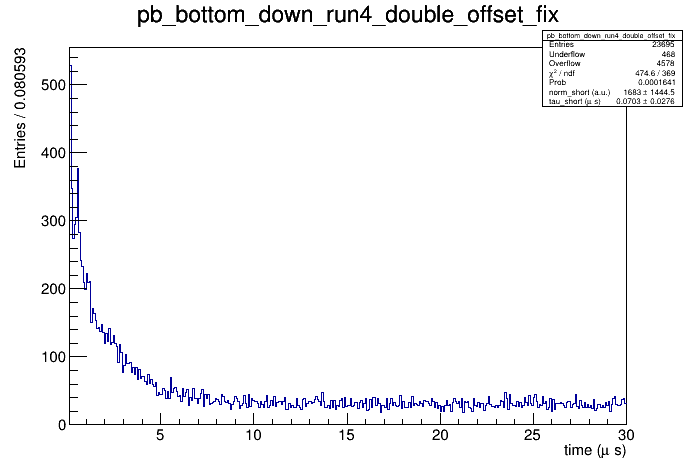 pb_bottom_down_run4_double_offset_fix
pb_bottom_down_run4_double_offset_fix
Entries 23695
Underflow 468
Overflow 4578
χ² / ndf 474.6 / 369
Prob 0.0001641
norm_short (a.u.) 1683 ± 1444.5
tau_short (μ s) 0.0703 ± 0.0276
Entries / 0.080593
500
400
300
200
100
0
5 10 15 20 25 30
time (μ s)